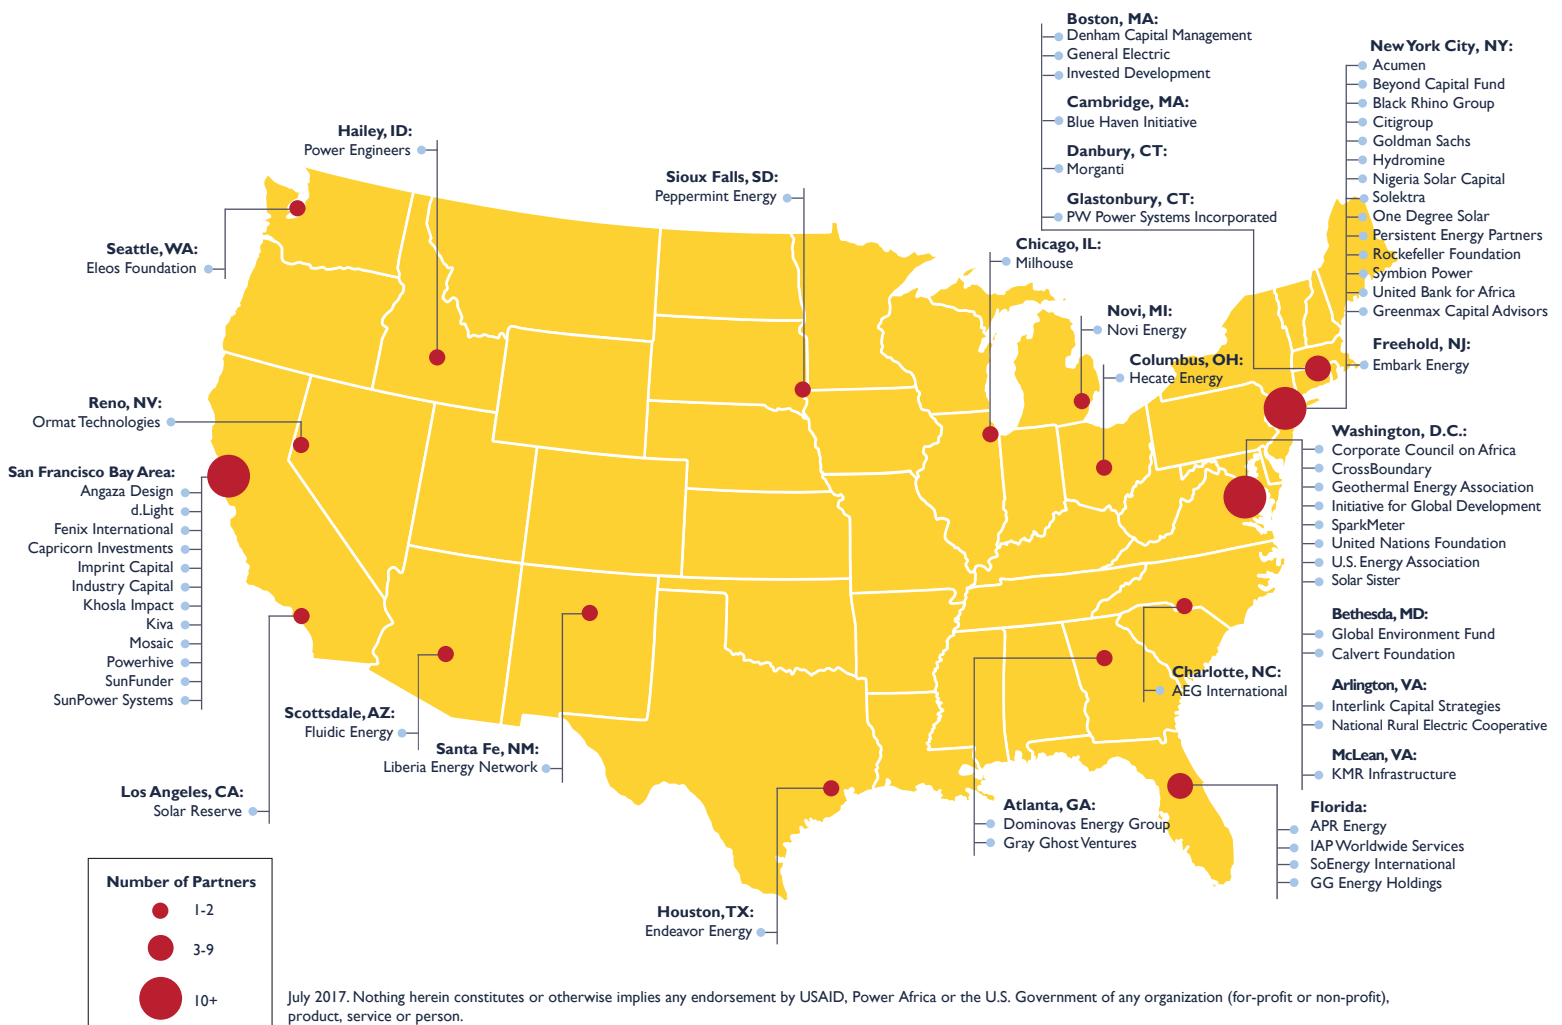 Boston, MA:
Denham Capital Management
General Electric
Invested Development
Cambridge, MA:
Blue Haven Initiative
Danbury, CT:
Morganti
Glastonbury, CT:
PW Power Systems Incorporated
New York City, NY:
Acumen
Beyond Capital Fund
Black Rhino Group
Citigroup
Goldman Sachs
Hydromine
Nigeria Solar Capital
Solektra
One Degree Solar
Persistent Energy Partners
Rockefeller Foundation
Symbion Power
United Bank for Africa
Greenmax Capital Advisors
Freehold, NJ:
Embark Energy
Hailey, ID:
Power Engineers
Sioux Falls, SD:
Peppermint Energy
Seattle, WA:
Eleos Foundation
Chicago, IL:
Milhouse
Novi, MI:
Novi Energy
Columbus, OH:
Hecate Energy
Reno, NV:
Ormat Technologies
San Francisco Bay Area:
Angaza Design
d.Light
Fenix International
Capricorn Investments
Imprint Capital
Industry Capital
Khosla Impact
Kiva
Mosaic
Powerhive
SunFunder
SunPower Systems
Washington, D.C.:
Corporate Council on Africa
CrossBoundary
Geothermal Energy Association
Initiative for Global Development
SparkMeter
United Nations Foundation
U.S. Energy Association
Solar Sister
Bethesda, MD:
Global Environment Fund
Calvert Foundation
Arlington, VA:
Interlink Capital Strategies
National Rural Electric Cooperative
McLean, VA:
KMR Infrastructure
Charlotte, NC:
AEG International
Scottsdale, AZ:
Fluidic Energy
Santa Fe, NM:
Liberia Energy Network
Los Angeles, CA:
Solar Reserve
Atlanta, GA:
Dominovas Energy Group
Gray Ghost Ventures
Florida:
APR Energy
IAP Worldwide Services
SoEnergy International
GG Energy Holdings
Houston, TX:
Endeavor Energy
Number of Partners
1-2
3-9
10+
July 2017. Nothing herein constitutes or otherwise implies any endorsement by USAID, Power Africa or the U.S. Government of any organization (for-profit or non-profit),
product, service or person.